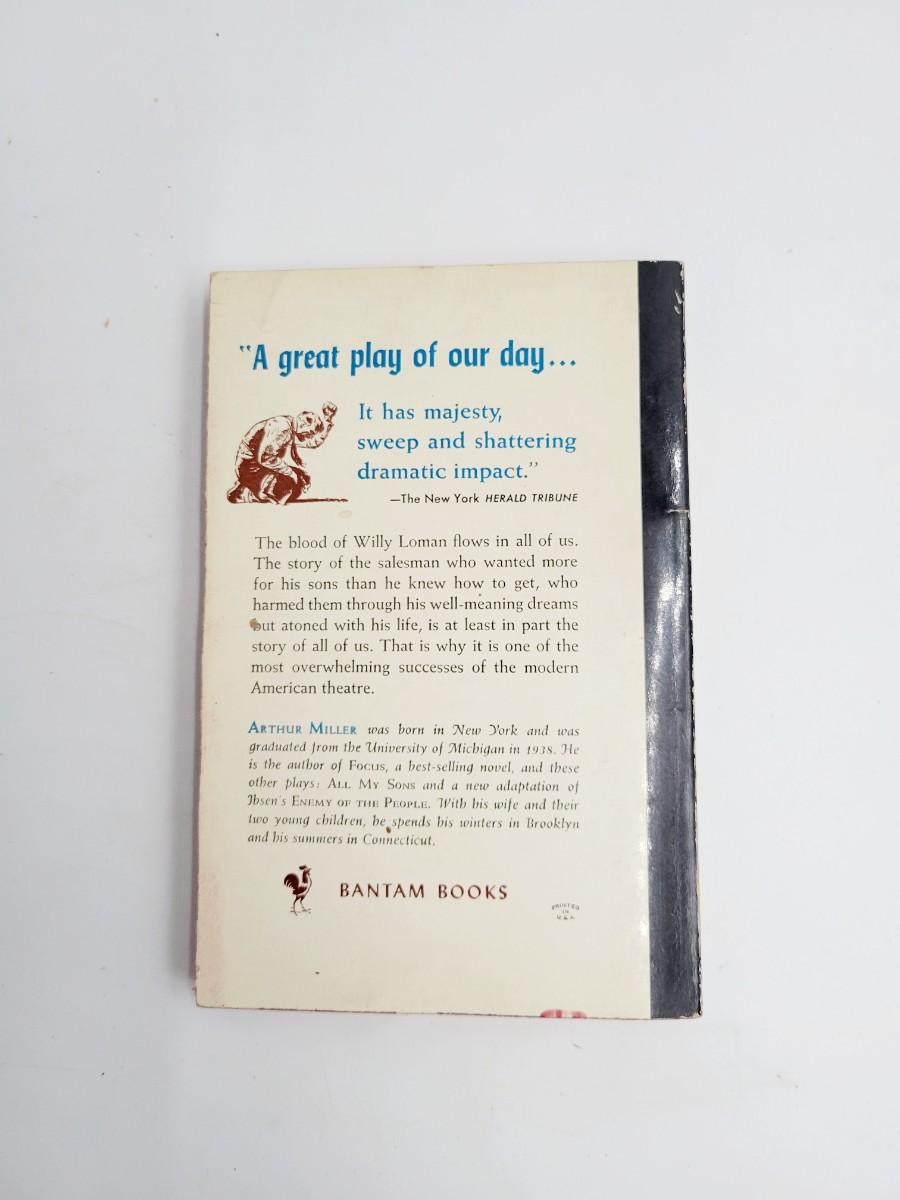 "A great play of our day...
It has majesty,
sweep and shattering
dramatic impact."
—The New York HERALD TRIBUNE
The blood of Willy Loman flows in all of us.
The story of the salesman who wanted more
for his sons than he knew how to get, who
harmed them through his well-meaning dreams
but atoned with his life, is at least in part the
story of all of us. That is why it is one of the
most overwhelming successes of the modern
American theatre.
ARTHUR MILLER was born in New York and was
graduated from the University of Michigan in 1938. He
is the author of FOCUS, a best-selling novel, and these
other plays: ALL MY SONS and a new adaptation of
Ibsen's ENEMY OF THE PEOPLE. With his wife and their
two young children, he spends his winters in Brooklyn
and his summers in Connecticut.
BANTAM BOOKS
PRINTED
IN
U.S.A.